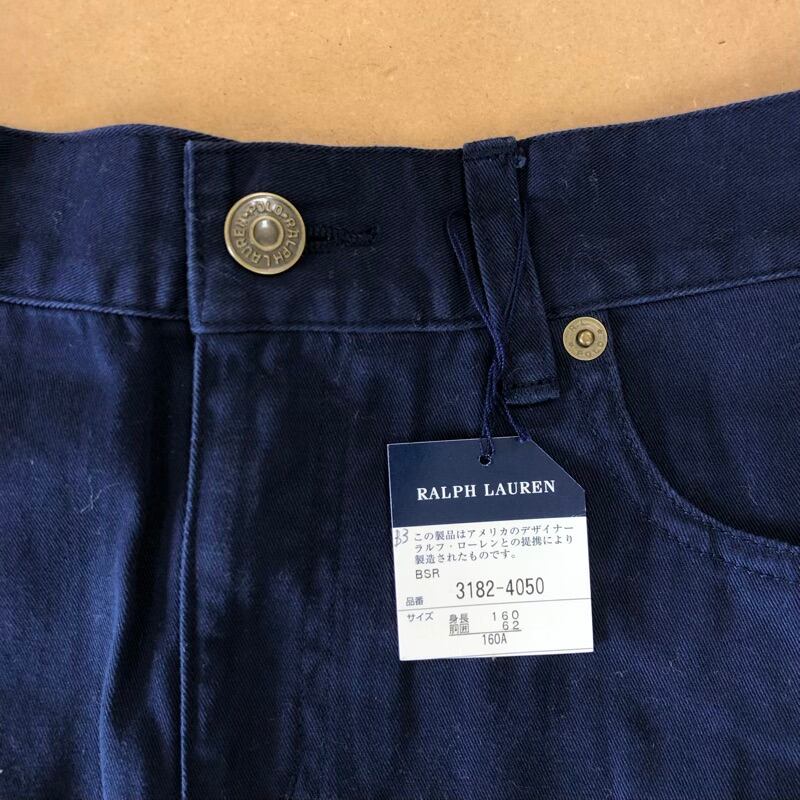 POLO-RALPH LAUREN-
R.L.
POLO
RALPH LAUREN
B3
この製品はアメリカのデザイナー
ラルフ・ローレンとの提携により
製造されたものです。
BSR
品番 3182-4050
サイズ 身長 160
胴囲 62
160A